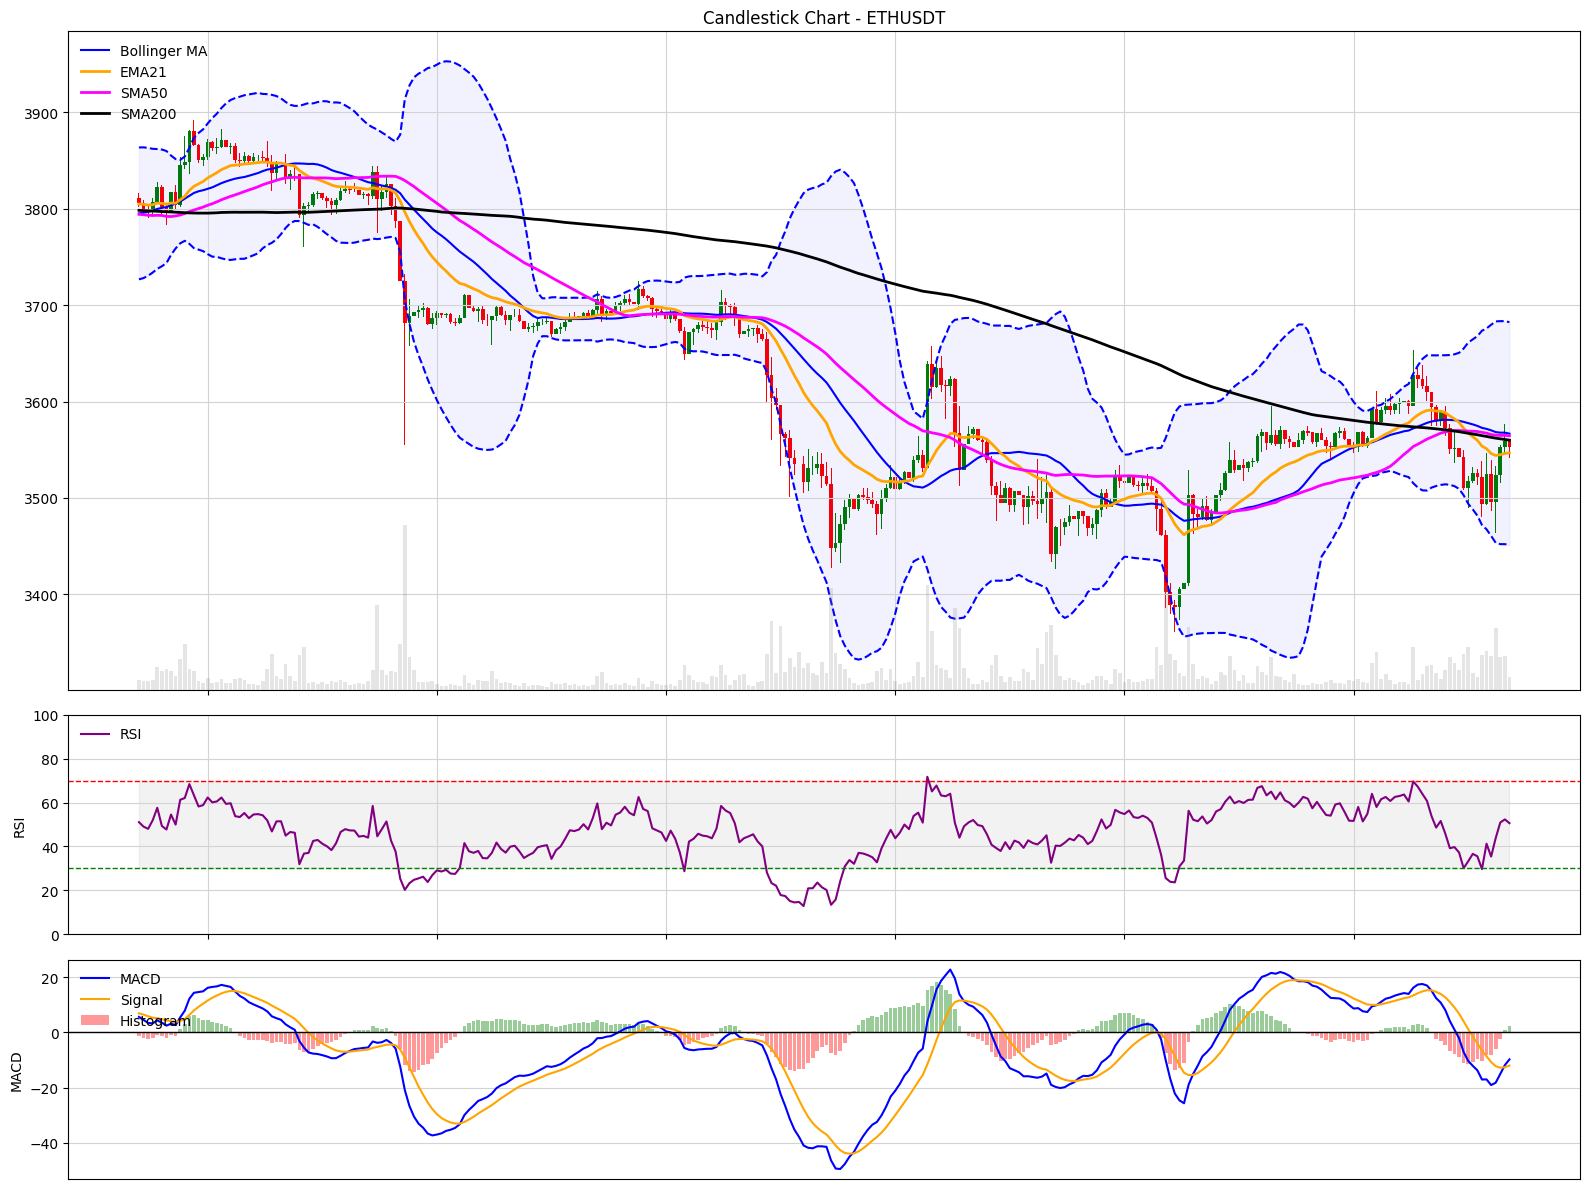 Candlestick Chart - ETHUSDT
Bollinger MA
EMA21
SMA50
SMA200
3900
3800
3700
3600
3500
3400
RSI
100
80
60
40
20
0
RSI
MACD
Signal
Histogram
20
0
−20
−40
MACD